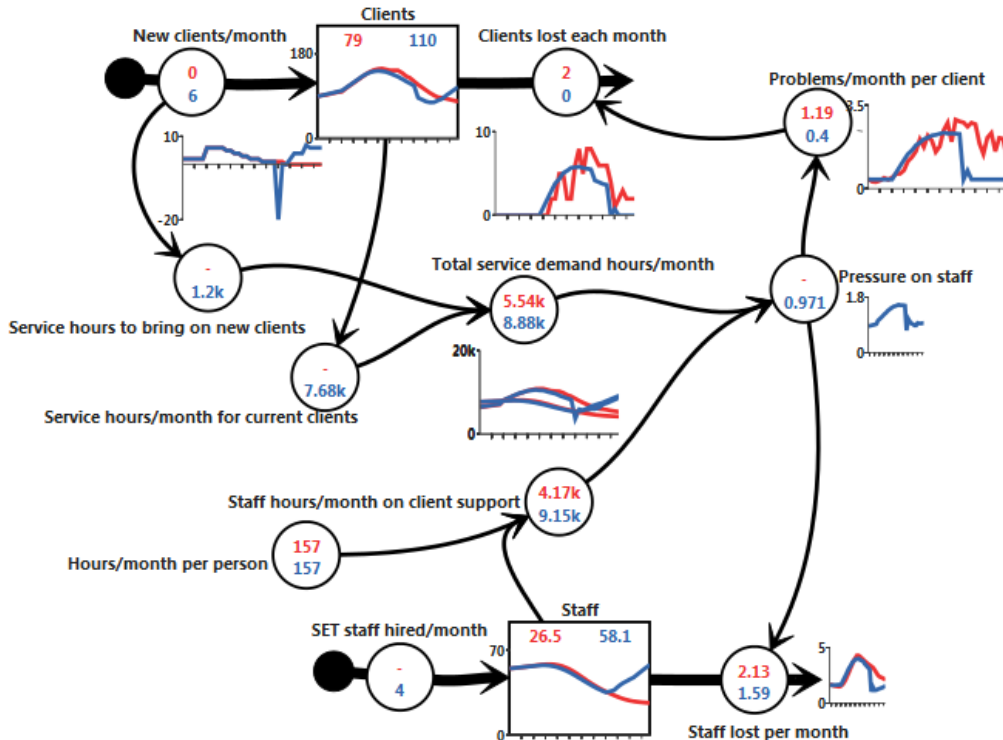 Clients
New clients/month
79 110
Clients lost each month
180
0
6
0
2
0
Problems/month per client
1.19
0.4
3.5
0
10
-20
10
0
-
1.2k
Service hours to bring on new clients
Total service demand hours/month
5.54k
8.88k
-
0.971
Pressure on staff
1.8
0
-
7.68k
Service hours/month for current clients
20k
0
Staff hours/month on client support
4.17k
9.15k
157
157
Hours/month per person
SET staff hired/month
-
4
Staff
26.5 58.1
70
0
2.13
1.59
Staff lost per month
5
0